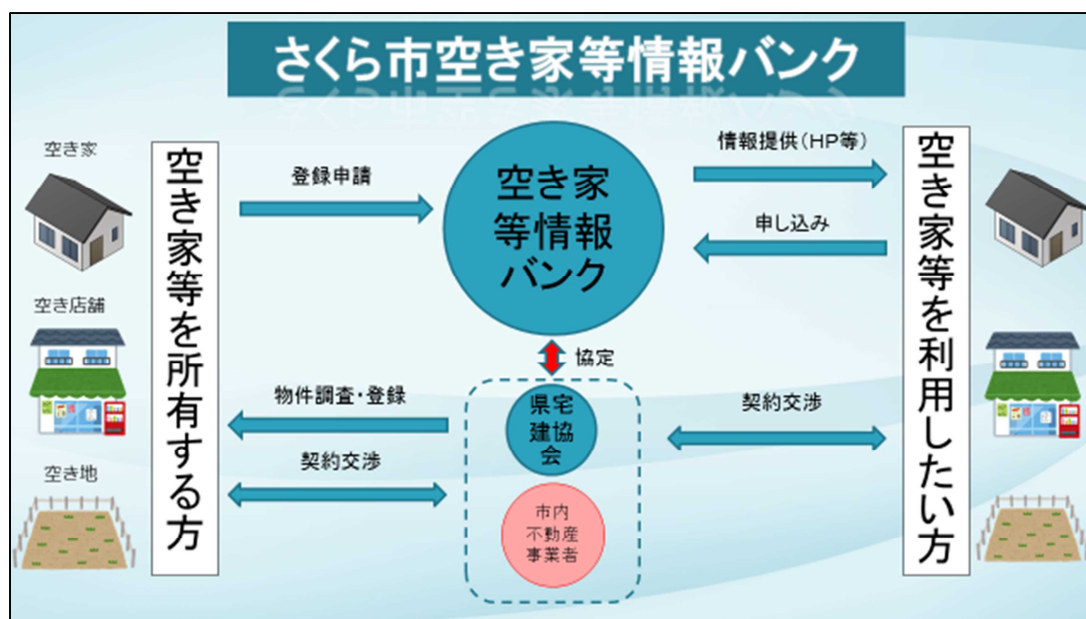 さくら市空き家等情報バンク
空き家
空き店舗
空き地
空き家等を所有する方
登録申請
空き家
等情報
バンク
情報提供(HP等)
申し込み
協定
物件調査・登録
契約交渉
県宅
建協
会
市内
不動産
事業者
契約交渉
空き家等を利用したい方